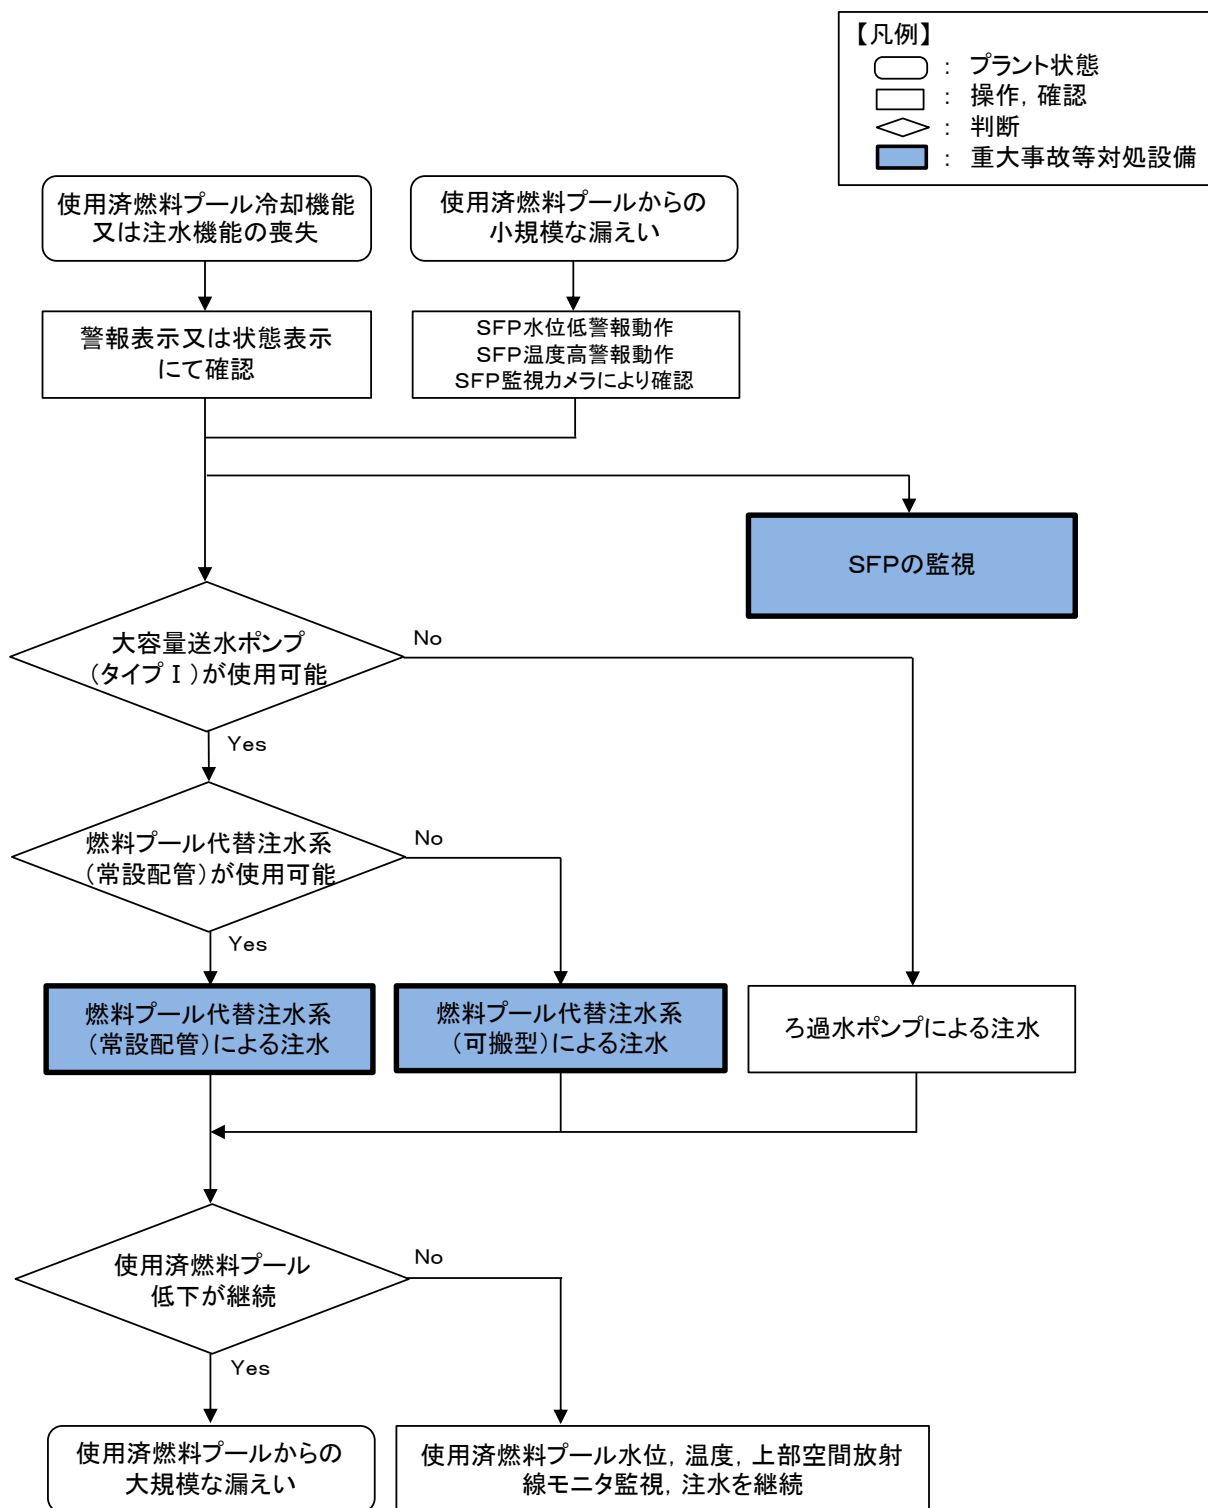 【凡例】
： プラント状態
： 操作，確認
： 判断
： 重大事故等対処設備
使用済燃料プール冷却機能
又は注水機能の喪失
使用済燃料プールからの
小規模な漏えい
警報表示又は状態表示
にて確認
ＳＦＰ水位低警報動作
ＳＦＰ温度高警報動作
ＳＦＰ監視カメラにより確認
SFPの監視
大容量送水ポンプ
（タイプⅠ）が使用可能
No
Yes
燃料プール代替注水系
（常設配管）が使用可能
No
Yes
燃料プール代替注水系
（常設配管）による注水
燃料プール代替注水系
（可搬型）による注水
ろ過水ポンプによる注水
使用済燃料プール
低下が継続
No
Yes
使用済燃料プールからの
大規模な漏えい
使用済燃料プール水位，温度，上部空間放射
線モニタ監視，注水を継続